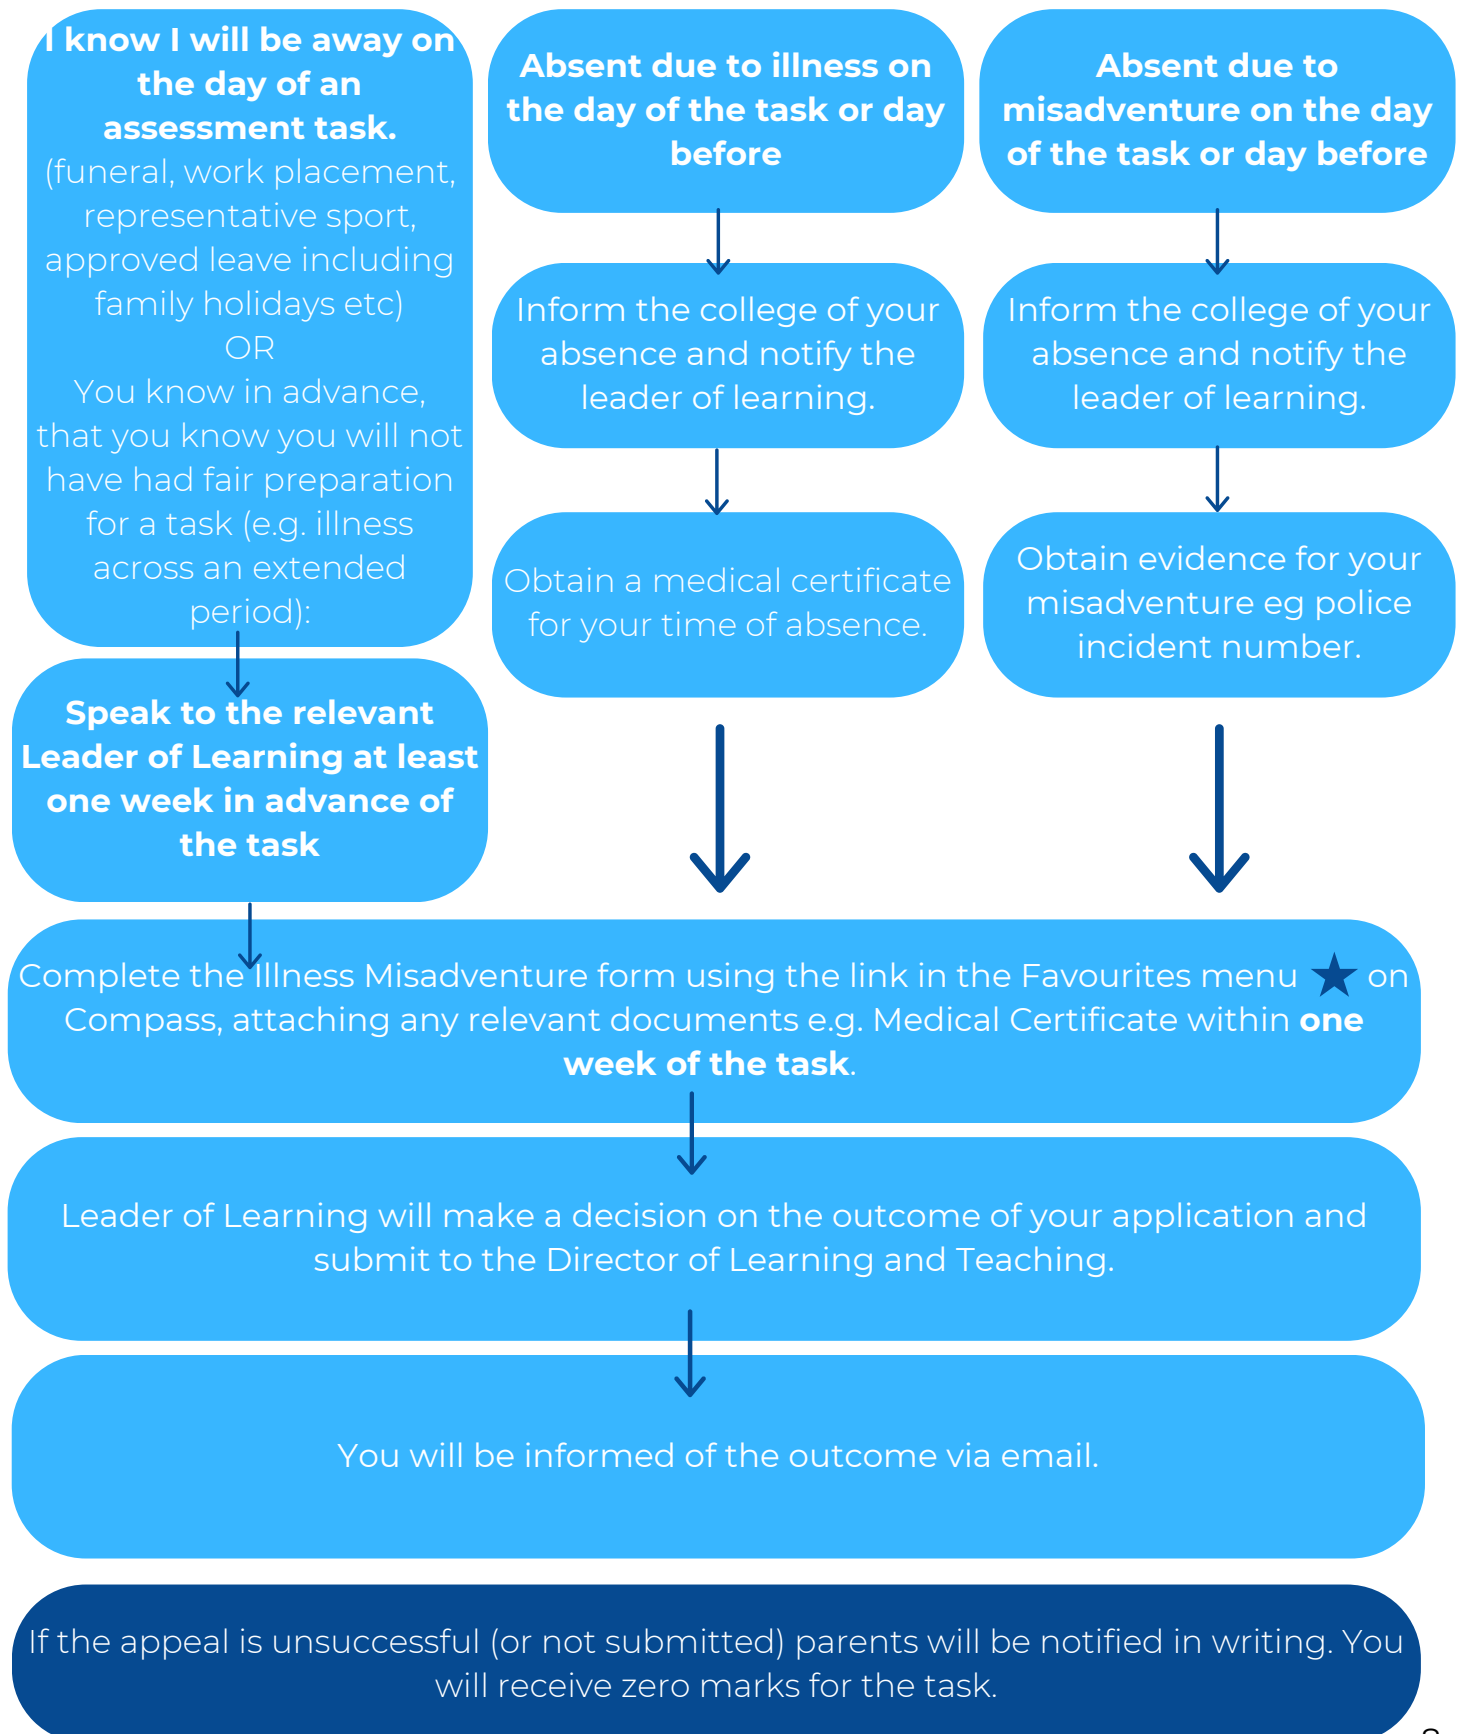 I know I will be away on
the day of an
assessment task.
(funeral, work placement,
representative sport,
approved leave including
family holidays etc)
OR
You know in advance,
that you know you will not
have had fair preparation
for a task (e.g. illness
across an extended
period):
Speak to the relevant
Leader of Learning at least
one week in advance of
the task
Absent due to illness on
the day of the task or day
before
Inform the college of your
absence and notify the
leader of learning.
Obtain a medical certificate
for your time of absence.
Absent due to
misadventure on the day
of the task or day before
Inform the college of your
absence and notify the
leader of learning.
Obtain evidence for your
misadventure eg police
incident number.
Complete the Illness Misadventure form using the link in the Favourites menu ★ on
Compass, attaching any relevant documents e.g. Medical Certificate within one
week of the task.
Leader of Learning will make a decision on the outcome of your application and
submit to the Director of Learning and Teaching.
You will be informed of the outcome via email.
If the appeal is unsuccessful (or not submitted) parents will be notified in writing. You
will receive zero marks for the task.